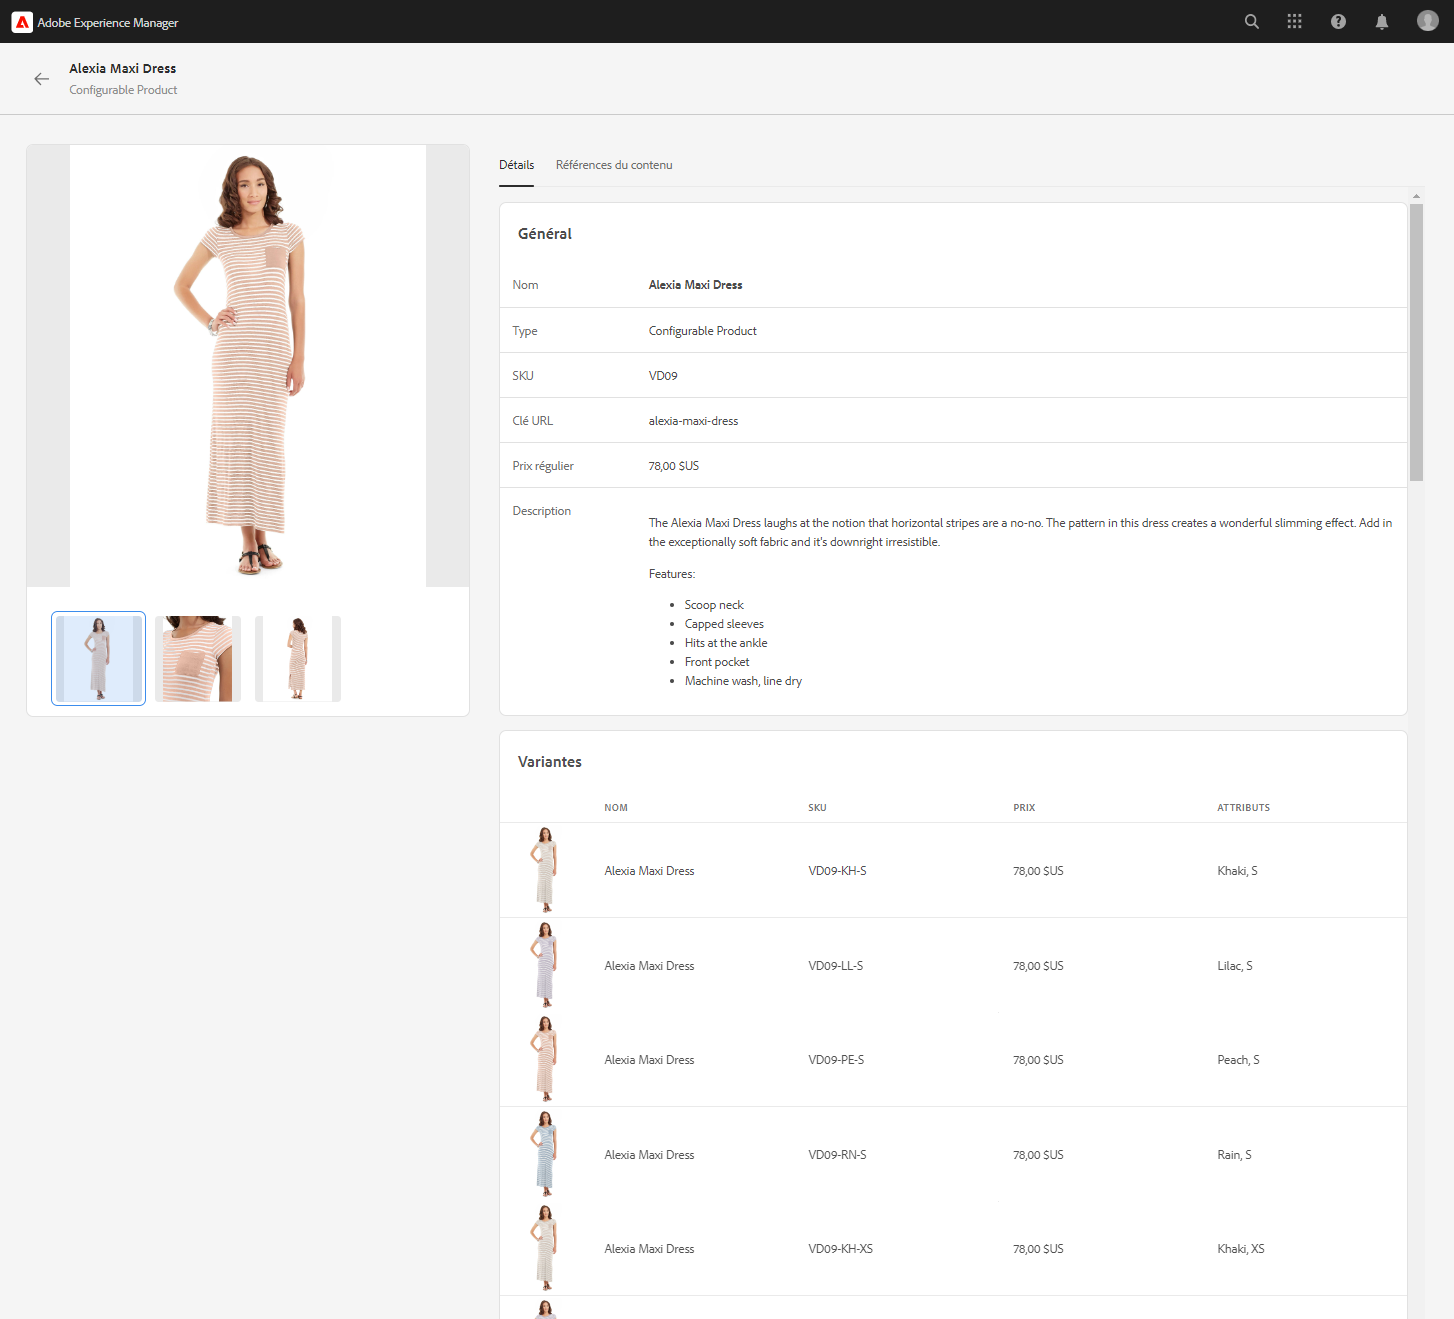 Adobe Experience Manager
Alexia Maxi Dress
Configurable Product
Détails
Références du contenu
Général
Nom
Alexia Maxi Dress
Type
Configurable Product
SKU
VD09
Clé URL
alexia-maxi-dress
Prix régulier
78,00 $US
Description
The Alexia Maxi Dress laughs at the notion that horizontal stripes are a no-no. The pattern in this dress creates a wonderful slimming effect. Add in
the exceptionally soft fabric and it's downright irresistible.
Features:
• Scoop neck
• Capped sleeves
• Hits at the ankle
• Front pocket
• Machine wash, line dry
Variantes
NOM SKU PRIX ATTRIBUTS
Alexia Maxi Dress VD09-KH-S 78,00 $US Khaki, S
Alexia Maxi Dress VD09-LL-S 78,00 $US Lilac, S
Alexia Maxi Dress VD09-PE-S 78,00 $US Peach, S
Alexia Maxi Dress VD09-RN-S 78,00 $US Rain, S
Alexia Maxi Dress VD09-KH-XS 78,00 $US Khaki, XS